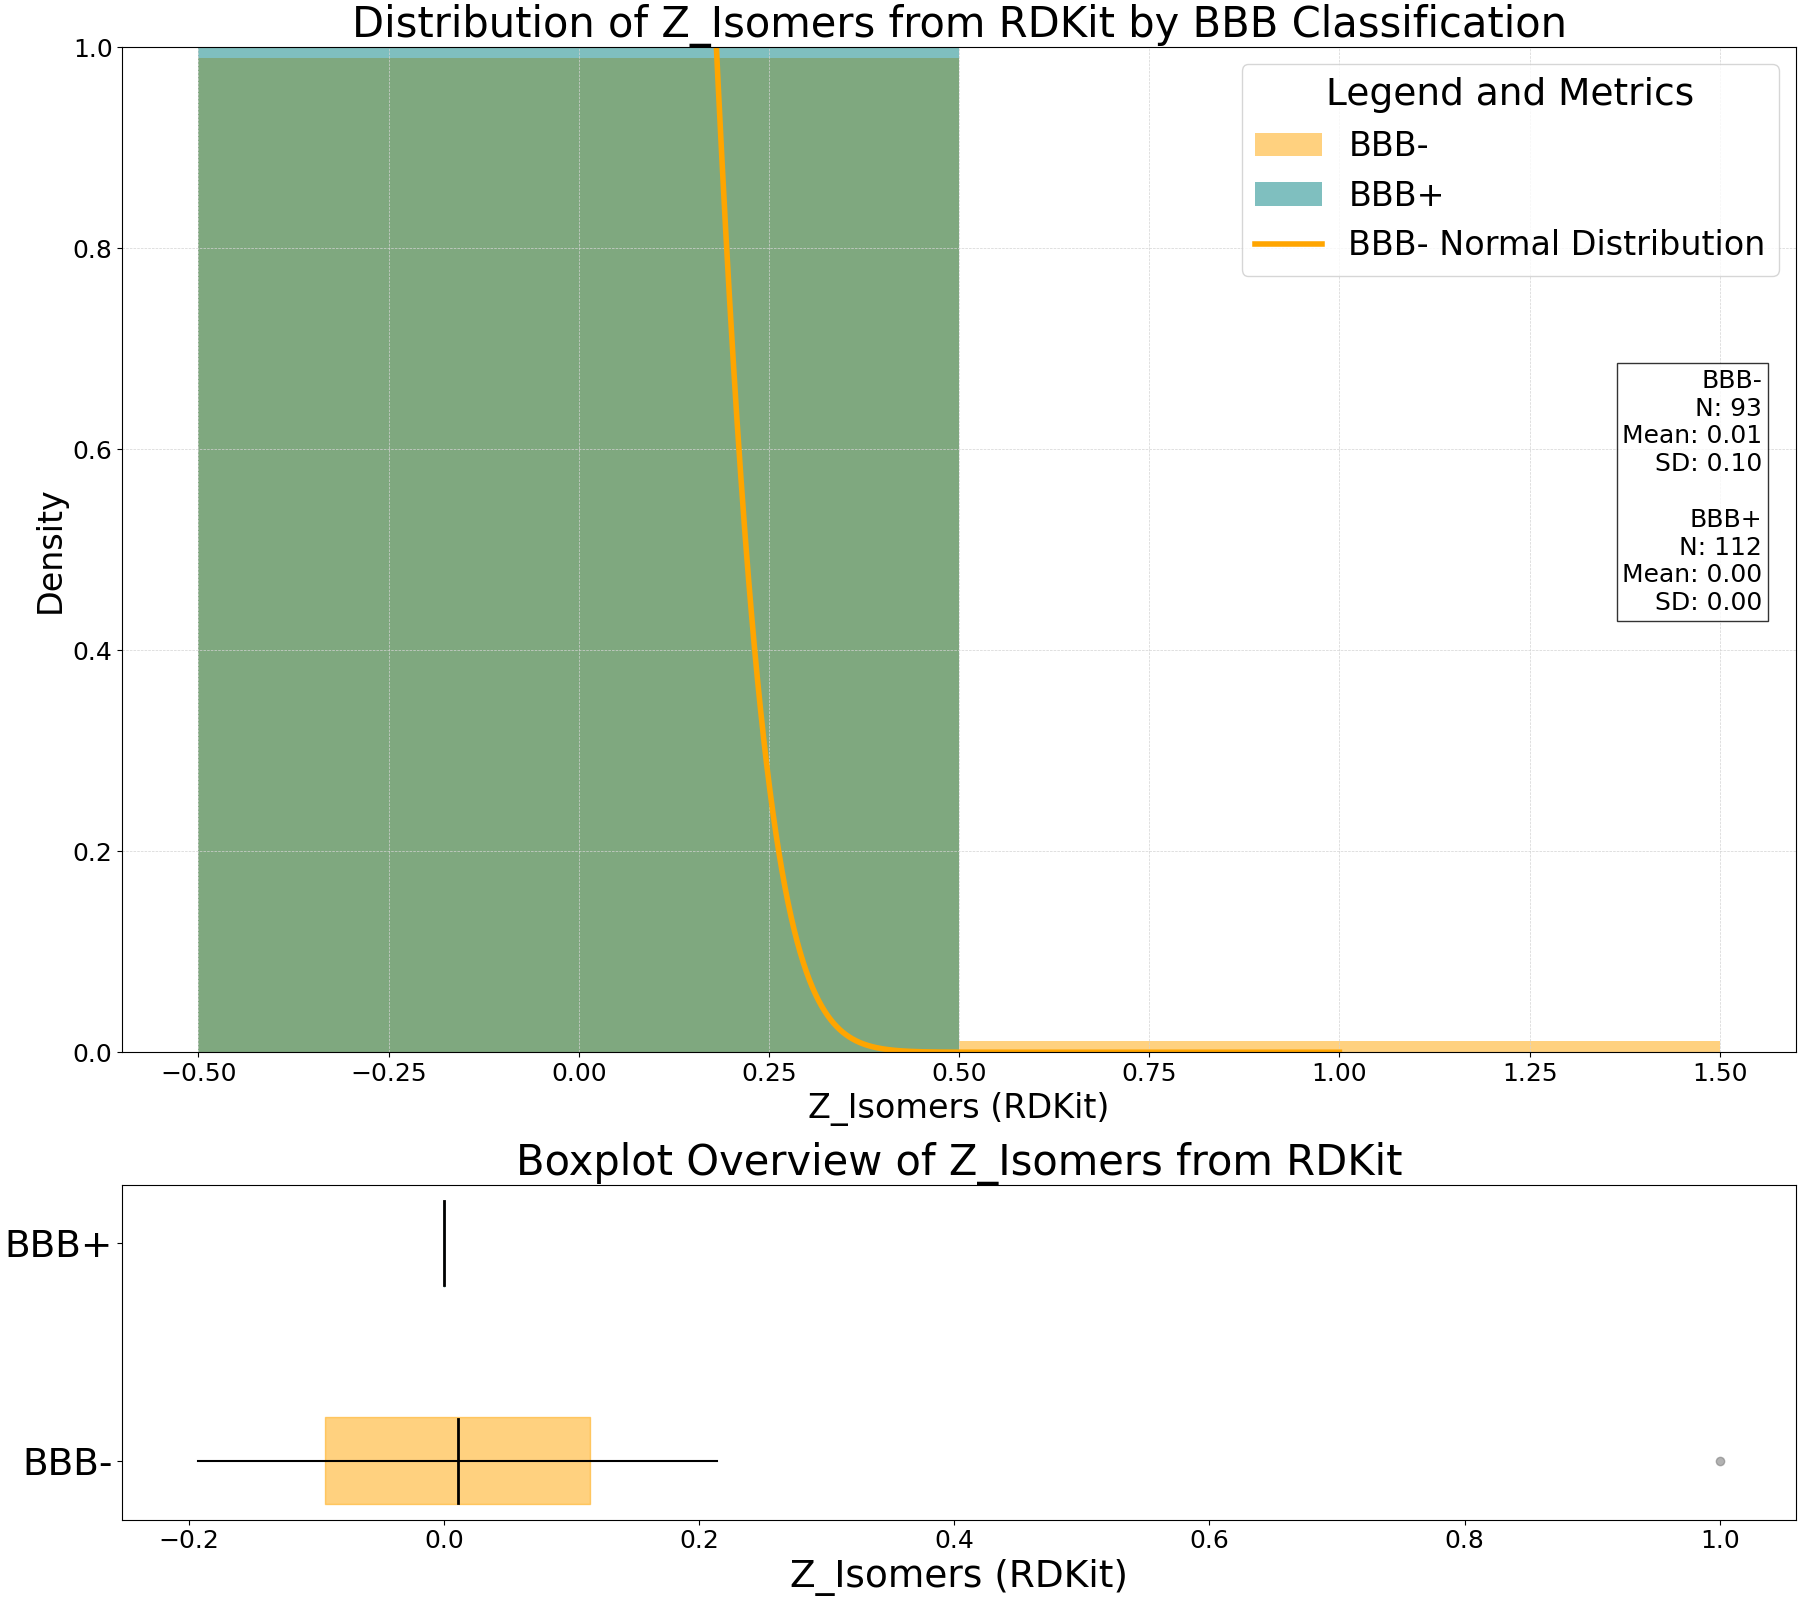 Distribution of Z_Isomers from RDKit by BBB Classification
Legend and Metrics
BBB-
BBB+
BBB- Normal Distribution
BBB-
N: 93
Mean: 0.01
SD: 0.10
BBB+
N: 112
Mean: 0.00
SD: 0.00
Density
1.0
0.8
0.6
0.4
0.2
0.0
−0.50 −0.25 0.00 0.25 0.50 0.75 1.00 1.25 1.50
Z_Isomers (RDKit)
Boxplot Overview of Z_Isomers from RDKit
BBB+
BBB-
−0.2 0.0 0.2 0.4 0.6 0.8 1.0
Z_Isomers (RDKit)